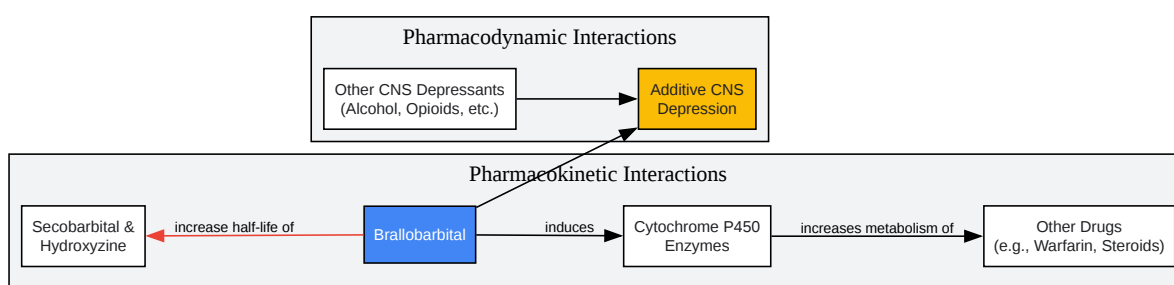 Pharmacodynamic Interactions
Other CNS Depressants
(Alcohol, Opioids, etc.)
Additive CNS
Depression
Pharmacokinetic Interactions
Secobarbital &
Hydroxyzine
increase half-life of
Brallobarbital
induces
Cytochrome P450
Enzymes
increases metabolism of
Other Drugs
(e.g., Warfarin, Steroids)